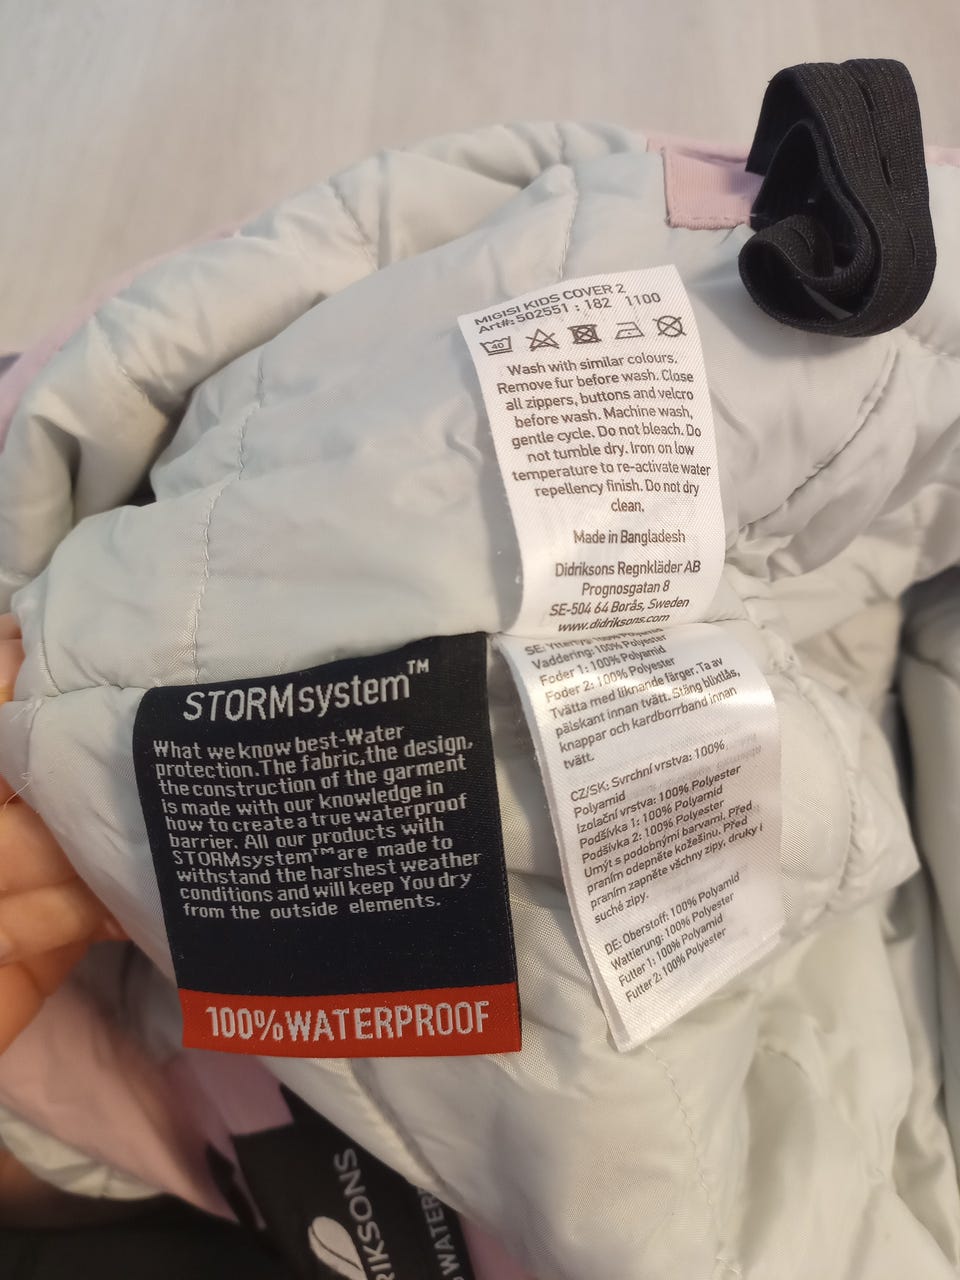 MIGISI KIDS COVER 2
Art#: 502551 : 182 1100
40
Wash with similar colours.
Remove fur before wash. Close
all zippers, buttons and velcro
before wash. Machine wash,
gentle cycle. Do not bleach. Do
not tumble dry. Iron on low
temperature to re-activate water
repellency finish. Do not dry
clean.
Made in Bangladesh
Didriksons Regnkläder AB
Prognosgatan 8
SE-504 64 Borås, Sweden
www.didriksons.com
SE: Yttertyg: 100% Polyamid
Vaddering: 100% Polyester
Foder 1: 100% Polyamid
Foder 2: 100% Polyester
Tvätta med liknande färger. Ta av
pälskant innan tvätt. Stäng blixtlås,
knappar och kardborrband innan
tvätt.
CZ/SK: Svrchní vrstva: 100%
Polyamid
Izolační vrstva: 100% Polyester
Podšívka 1: 100% Polyamid
Podšívka 2: 100% Polyester
Umýt s podobnými barvami. Před
praním odepněte kožešinu. Před
praním zapněte všechny zipy, druky i
suché zipy.
DE: Oberstoff: 100% Polyamid
Wattierung: 100% Polyester
Futter 1: 100% Polyamid
Futter 2: 100% Polyester
STORMsystem™
What we know best-Water
protection.The fabric,the design,
the construction of the garment
is made with our knowledge in
how to create a true waterproof
barrier. All our products with
STORMsystem™ are made to
withstand the harshest weather
conditions and will keep You dry
from the outside elements.
100%WATERPROOF
RIKSONS
WATER